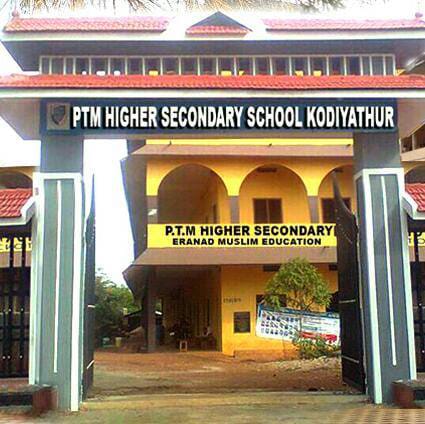 PTM HIGHER SECONDARY SCHOOL KODIYATHUR
P.T.M HIGHER SECONDARY
ERANAD MUSLIM EDUCATION